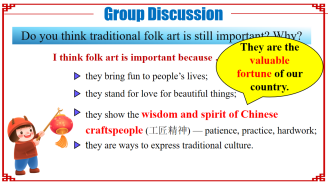 Group Discussion
Do you think traditional folk art is still important? Why?
I think folk art is important because
they bring fun to people's lives;
they stand for love for beautiful things;
they show the wisdom and spirit of Chinese
craftspeople (工匠精神) — patience, practice, hardwork;
they are ways to express traditional culture.
They are the
valuable
fortune of our
country.